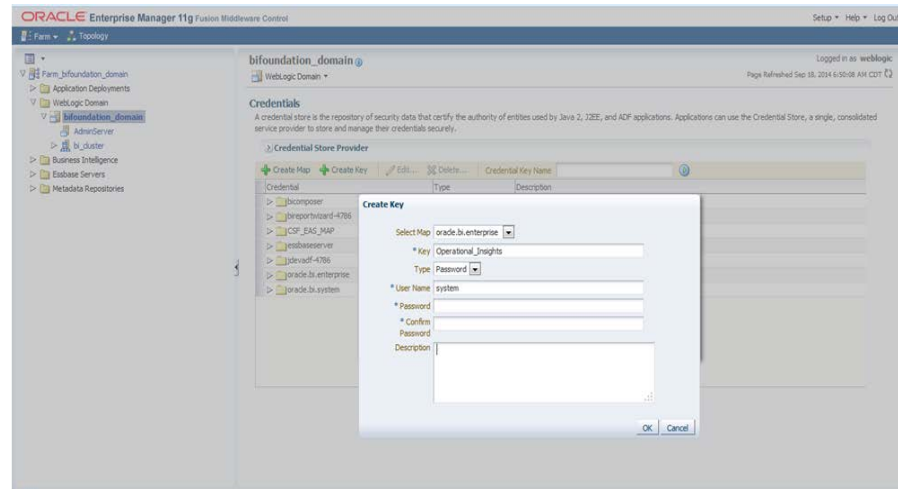 ORACLE Enterprise Manager 11g Fusion Middleware Control
Setup Help Log Out
Farm Topology
Farm_bifoundation_domain
Application Deployments
WebLogic Domain
bifoundation_domain
AdminServer
bi_cluster
Business Intelligence
Essbase Servers
Metadata Repositories
bifoundation_domain
Logged in as weblogic
WebLogic Domain
Page Refreshed Sep 18, 2014 6:50:08 AM CDT
Credentials
A credential store is the repository of security data that certify the authority of entities used by Java 2, J2EE, and ADF applications. Applications can use the Credential Store, a single, consolidated
service provider to store and manage their credentials securely.
Credential Store Provider
Create Map Create Key Edit... Delete... Credential Key Name
Credential Type Description
bicomposer
bireportwizard-4786
CSF_EAS_MAP
essbaseserver
jdevadf-4786
oracle.bi.enterprise
oracle.bi.system
Create Key
Select Map oracle.bi.enterprise
* Key Operational_Insights
Type Password
* User Name system
* Password
* Confirm
Password
Description
OK Cancel